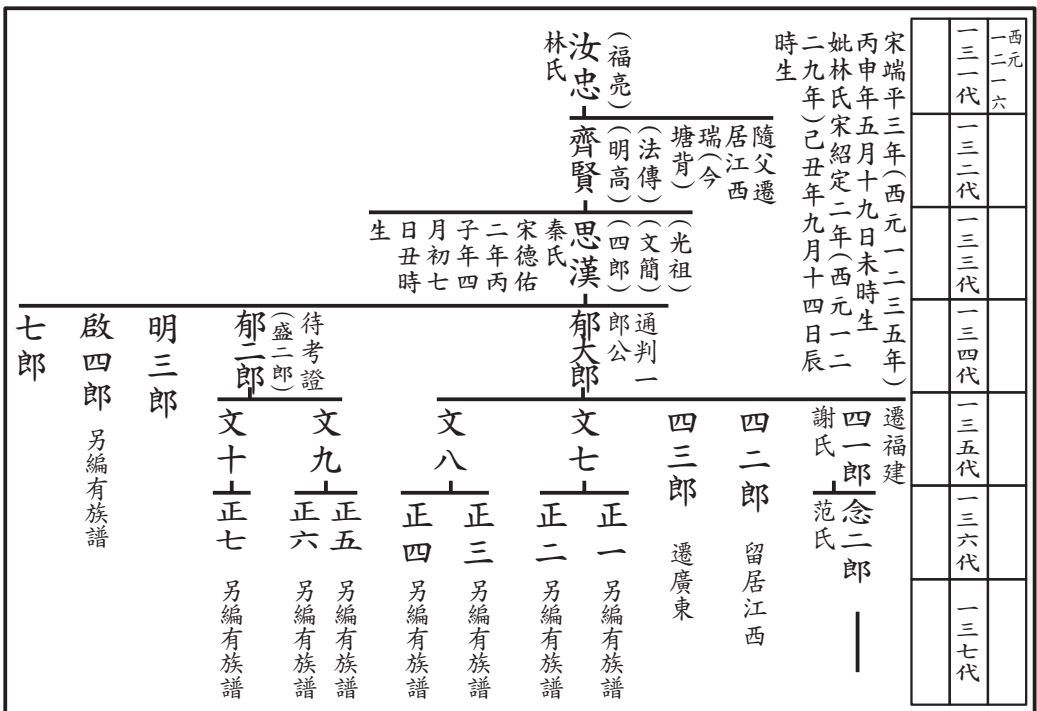 西元
一二一六
一三一代
一三二代
一三三代
一三四代
一三五代
一三六代
一三七代
宋端平三年(西元一二三五年)
丙申年五月十九日未時生
妣林氏宋紹定二年(西元一二
二九年)己丑年九月十四日辰
時生
(福亮)
汝忠
林氏
隨父遷
居江西
瑞(今
塘背)
(法傳)
(明高)
齊賢
(光祖)
(文簡)
(四郎)
思漢
秦氏
宋德佑
二年丙
子年四
月初七
日丑時
生
通判一
郎公
郁大郎
待考證
(盛二郎)
郁二郎
明三郎
啟四郎 另編有族譜
七郎
遷福建
四一郎
謝氏
四二郎 留居江西
四三郎 遷廣東
文七
文八
文九
文十
念二郎
范氏
正一 另編有族譜
正二 另編有族譜
正三 另編有族譜
正四 另編有族譜
正五 另編有族譜
正六 另編有族譜
正七 另編有族譜